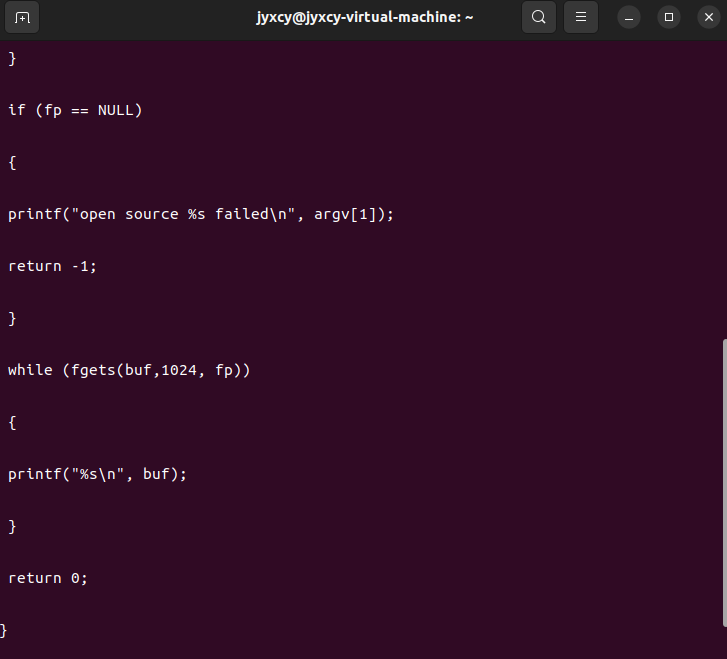 jyxcy@jyxcy-virtual-machine: ~
}
if (fp == NULL)
{
printf("open source %s failed\n", argv[1]);
return -1;
}
while (fgets(buf,1024, fp))
{
printf("%s\n", buf);
}
return 0;
}